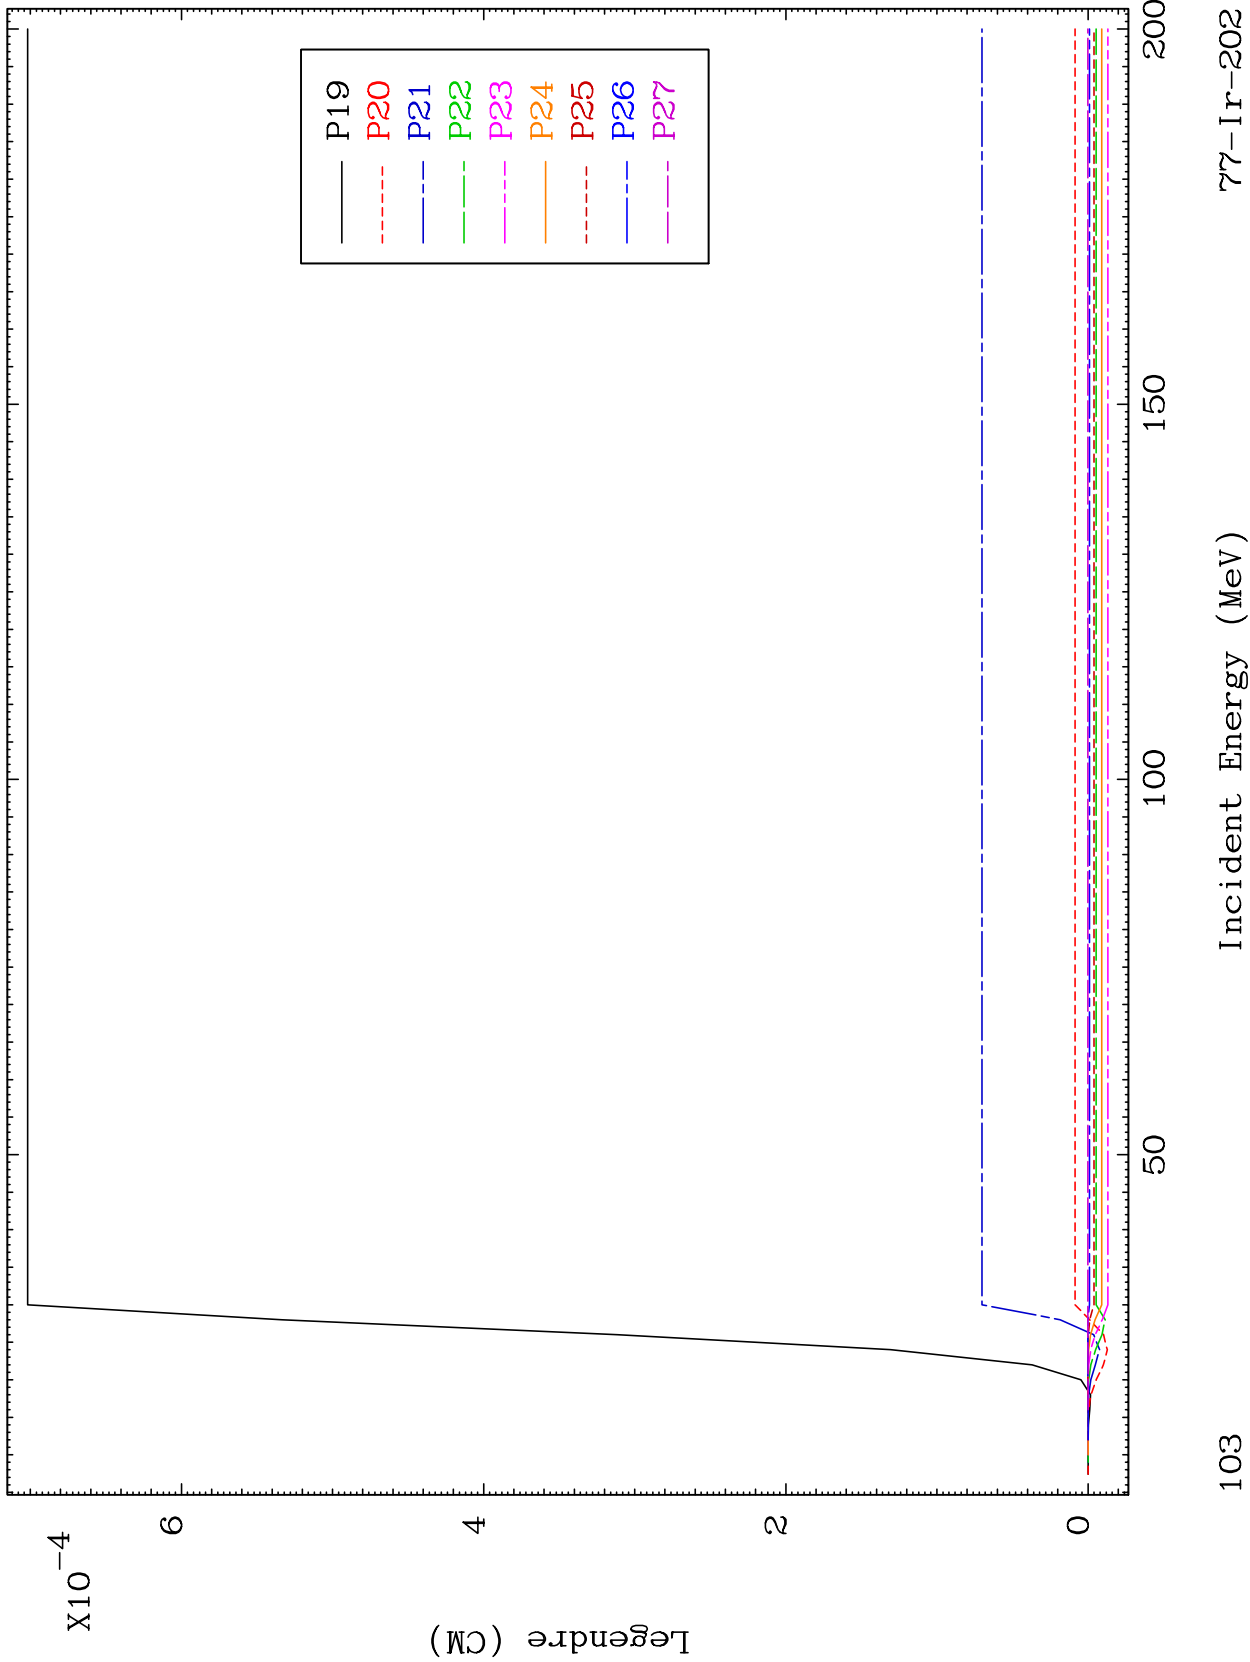 X10-4
6
4
2
0
Legendre (CM)
P19
P20
P21
P22
P23
P24
P25
P26
P27
50
100
150
200
Incident Energy (MeV)
103
77-Ir-202